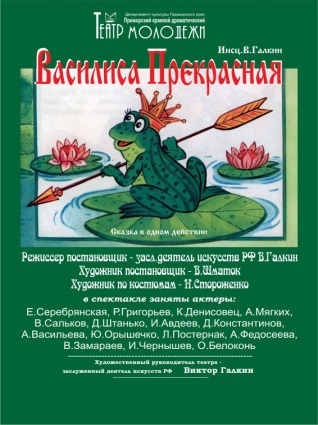 Департамент культуры Приморского края
Приморский краевой драматический
ТЕАТР МОЛОДЕЖИ
Инсц.В.Галкин
ВАСИЛИСА ПРЕКРАСНАЯ
Сказка в одном действии
Режиссер постановщик - засл.деятель искусств РФ В.Галкин
Художник постановщик - В.Шматок
Художник по костюмам - Н.Стороженко
в спектакле заняты актеры:
Е.Серебрянская, Р.Григорьев, К.Денисовец, А.Мягких,
В.Сальков, Д.Штанько, И.Авдеев, Д.Константинов,
А.Васильева, Ю.Орышечко, Л.Постернак, А.Федосеева,
В.Замараев, И.Чернышев, О.Белоконь
Художественный руководитель театра -
заслуженный деятель искусств РФ Виктор Галкин